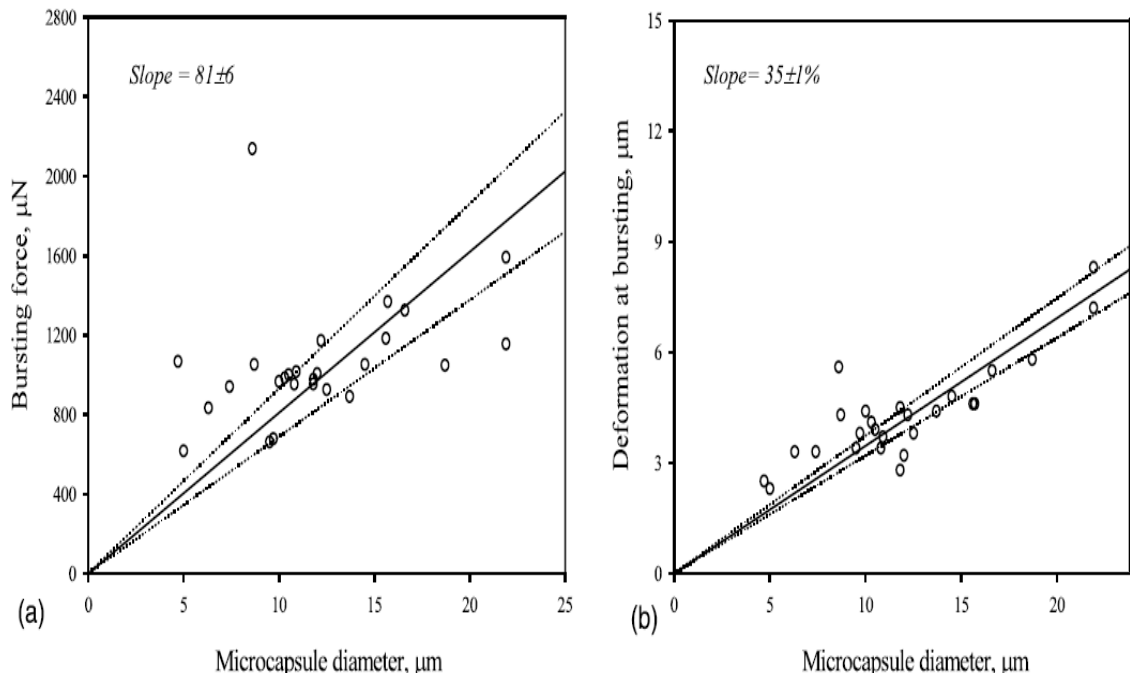 2800
2400
2000
1600
1200
800
400
0
Bursting force, μN
Slope = 81±6
0 5 10 15 20 25
(a)
Microcapsule diameter, μm
15
12
9
6
3
0
Deformation at bursting, μm
Slope= 35±1%
0 5 10 15 20
(b)
Microcapsule diameter, μm